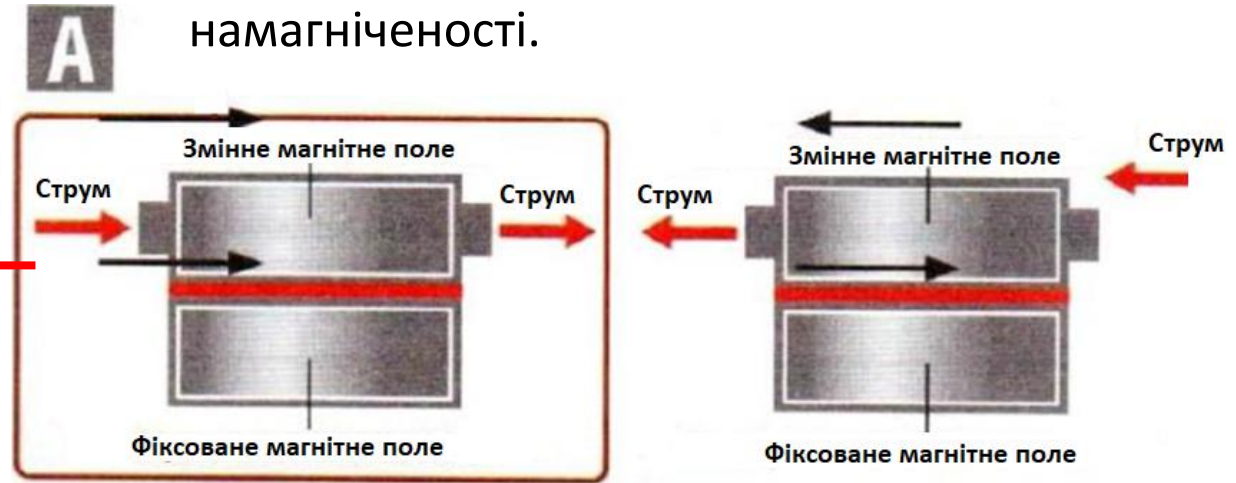 намагніченості.
А
Змінне магнітне поле
Струм
Струм
Фіксоване магнітне поле
Змінне магнітне поле
Струм
Струм
Фіксоване магнітне поле